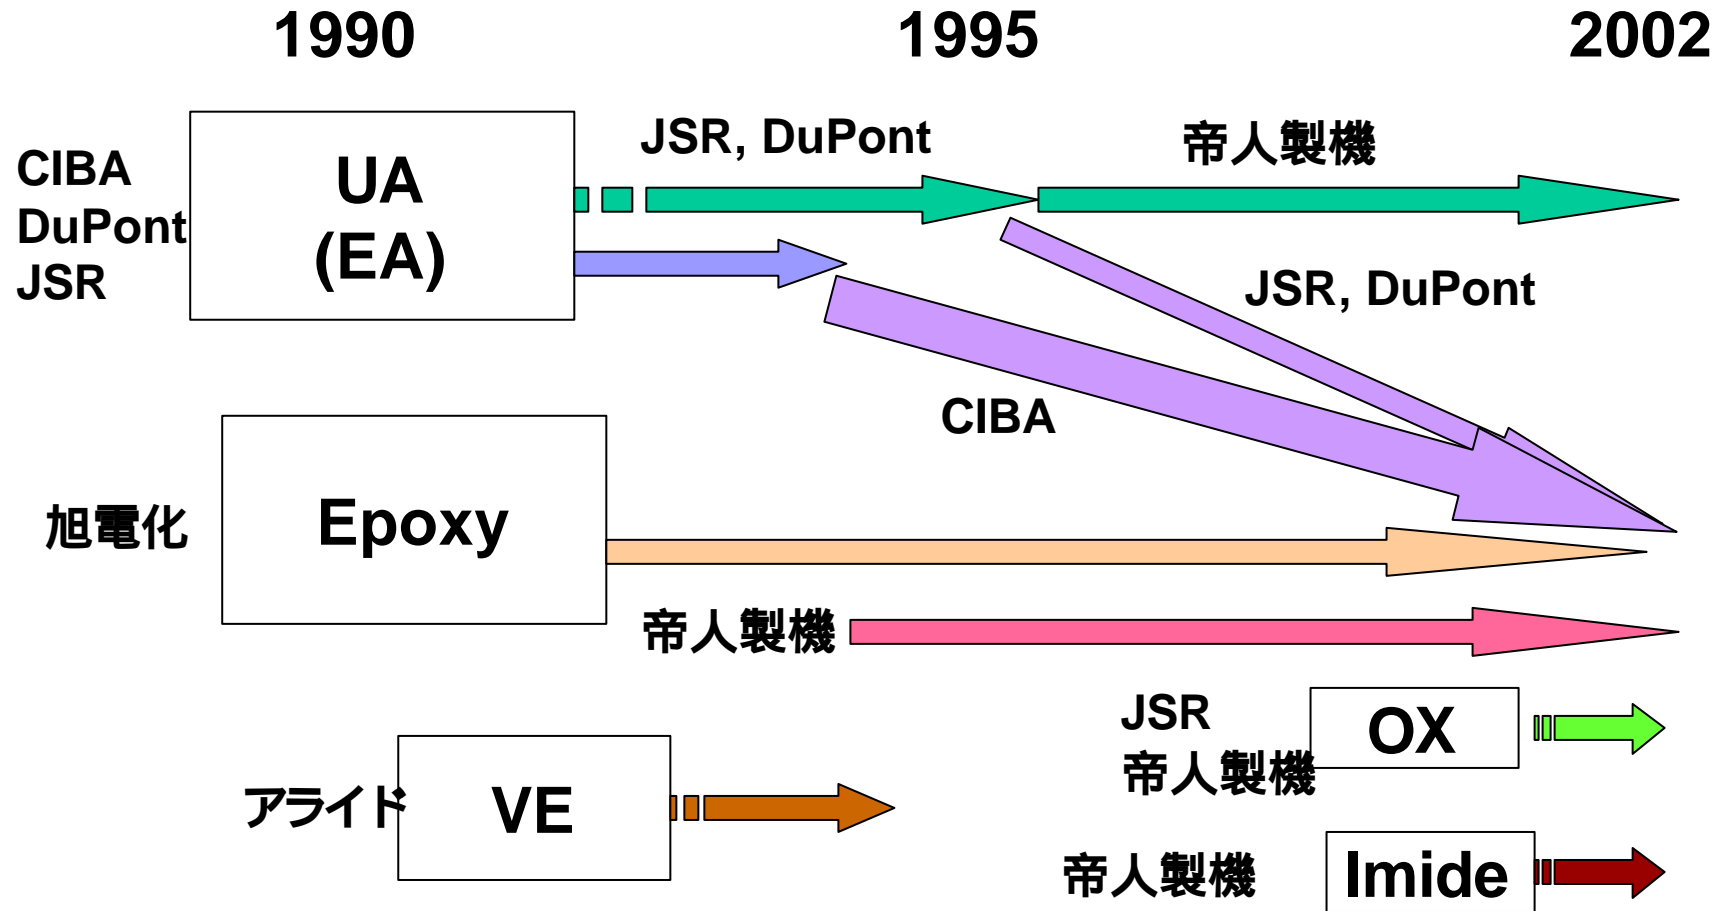 1990 1995 2002
JSR, DuPont
帝人製機
CIBA
DuPont
JSR
UA
(EA)
JSR, DuPont
CIBA
旭電化
Epoxy
帝人製機
JSR
帝人製機
OX
アライド
VE
帝人製機
Imide